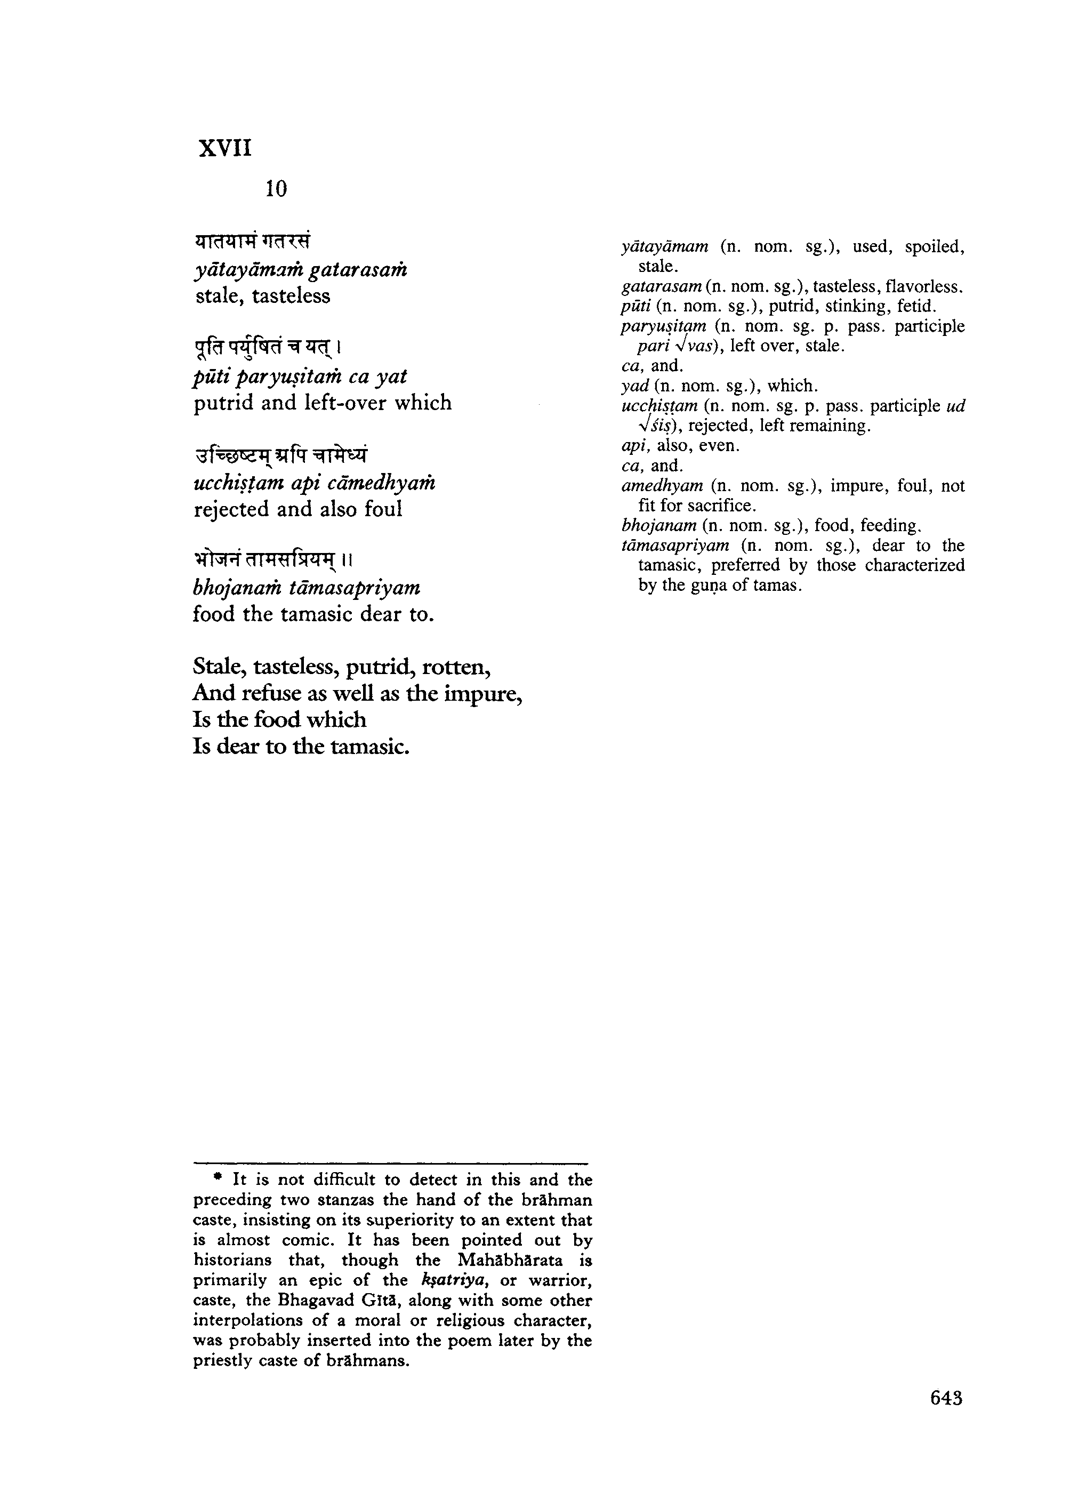 XVII
10
यातयामं गतरसं
yātayāmaṁ gatarasaṁ
stale, tasteless
पूति पर्युषितं च यत् ।
pūti paryuṣitaṁ ca yat
putrid and left-over which
उच्छिष्टम् अपि चामेध्यं
ucchiṣṭam api cāmedhyaṁ
rejected and also foul
भोजनं तामसप्रियम् ॥
bhojanaṁ tāmasapriyam
food the tamasic dear to.
Stale, tasteless, putrid, rotten,
And refuse as well as the impure,
Is the food which
Is dear to the tamasic.
yātayāmam (n. nom. sg.), used, spoiled,
stale.
gatarasam (n. nom. sg.), tasteless, flavorless.
pūti (n. nom. sg.), putrid, stinking, fetid.
paryuṣitam (n. nom. sg. p. pass. participle
pari √vas), left over, stale.
ca, and.
yad (n. nom. sg.), which.
ucchiṣṭam (n. nom. sg. p. pass. participle ud
√śiṣ), rejected, left remaining.
api, also, even.
ca, and.
amedhyam (n. nom. sg.), impure, foul, not
fit for sacrifice.
bhojanam (n. nom. sg.), food, feeding.
tāmasapriyam (n. nom. sg.), dear to the
tamasic, preferred by those characterized
by the guṇa of tamas.
* It is not difficult to detect in this and the
preceding two stanzas the hand of the brāhman
caste, insisting on its superiority to an extent that
is almost comic. It has been pointed out by
historians that, though the Mahābhārata is
primarily an epic of the kṣatriya, or warrior,
caste, the Bhagavad Gītā, along with some other
interpolations of a moral or religious character,
was probably inserted into the poem later by the
priestly caste of brāhmans.
643